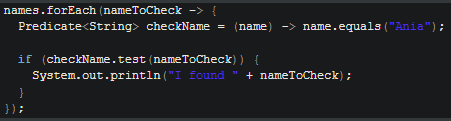 names.forEach(nameToCheck -> {
  Predicate<String> checkName = (name) -> name.equals("Ania");

  if (checkName.test(nameToCheck)) {
    System.out.println("I found " + nameToCheck);
  }
});